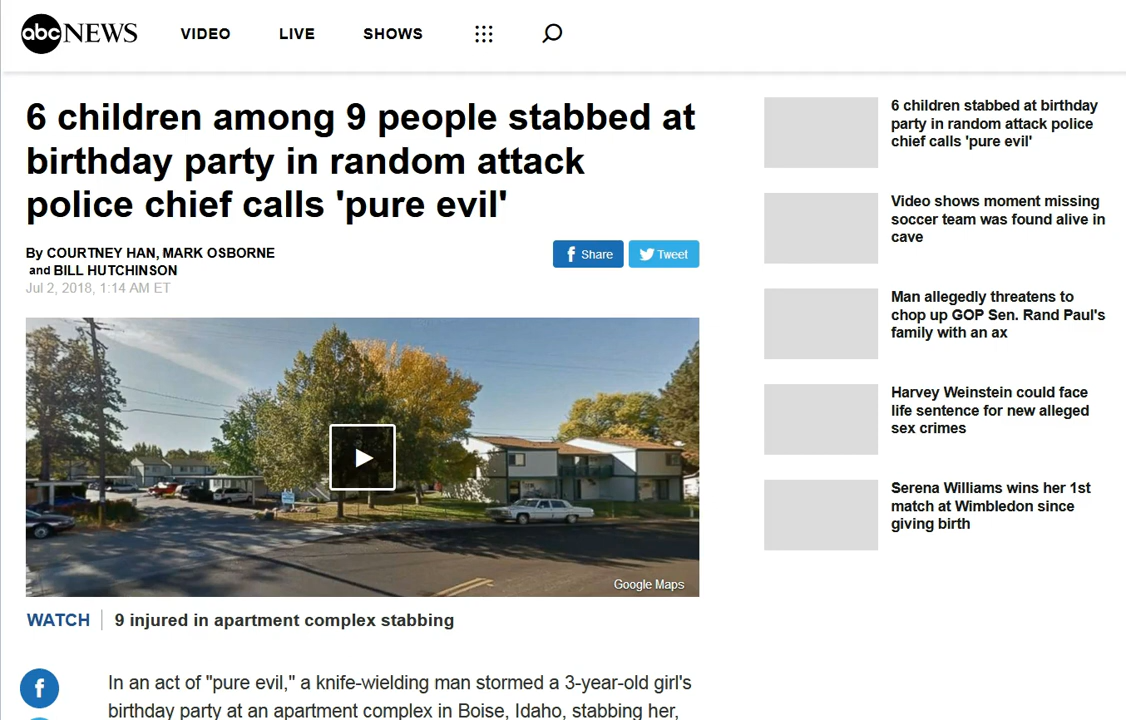 abc NEWS
VIDEO
LIVE
SHOWS
6 children among 9 people stabbed at
birthday party in random attack
police chief calls 'pure evil'
By COURTNEY HAN, MARK OSBORNE
and BILL HUTCHINSON
Jul 2, 2018, 1:14 AM ET
f Share
Tweet
Google Maps
WATCH | 9 injured in apartment complex stabbing
f
In an act of "pure evil," a knife-wielding man stormed a 3-year-old girl's
birthday party at an apartment complex in Boise, Idaho, stabbing her,
6 children stabbed at birthday
party in random attack police
chief calls 'pure evil'
Video shows moment missing
soccer team was found alive in
cave
Man allegedly threatens to
chop up GOP Sen. Rand Paul's
family with an ax
Harvey Weinstein could face
life sentence for new alleged
sex crimes
Serena Williams wins her 1st
match at Wimbledon since
giving birth